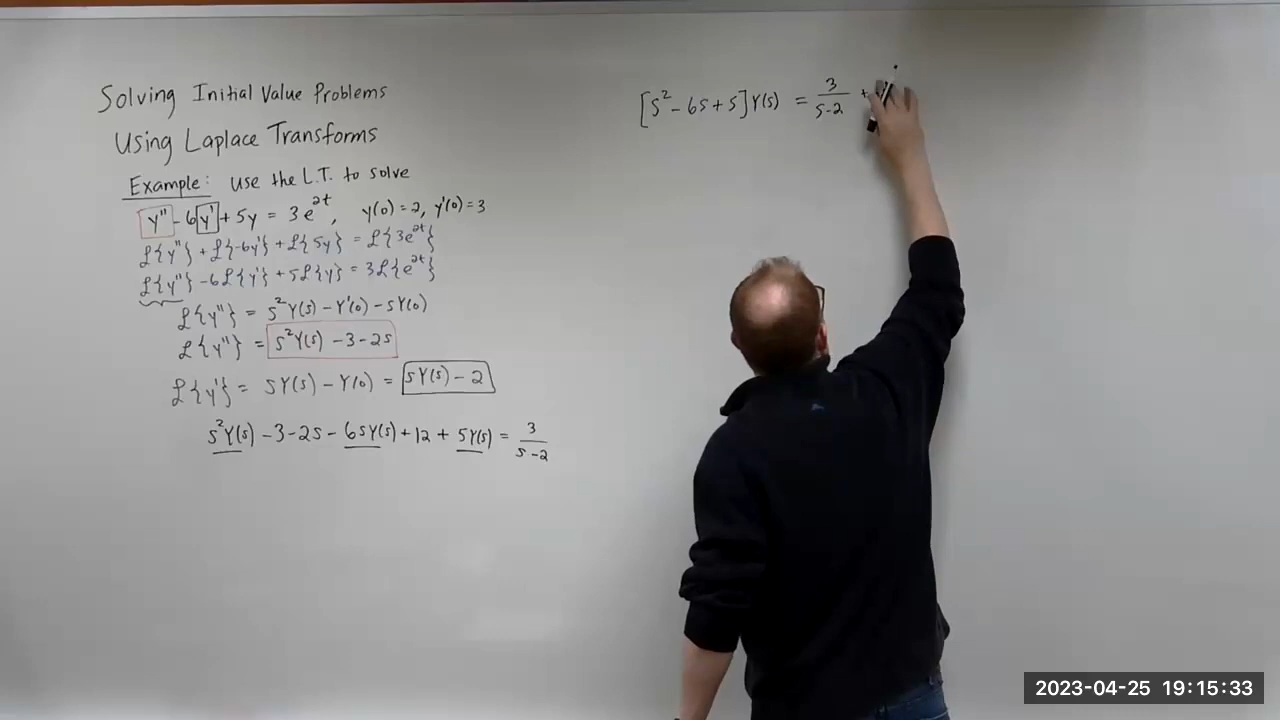 Solving Initial Value Problems
Using Laplace Transforms
Example: Use the L.T. to solve
y'' - 6y' + 5y = 3e^{2t}, y(0) = 2, y'(0) = 3
ℒ{y''} + ℒ{-6y'} + ℒ{5y} = ℒ{3e^{2t}}
ℒ{y''} - 6ℒ{y'} + 5ℒ{y} = 3ℒ{e^{2t}}
ℒ{y''} = s²Y(s) - Y'(0) - sY(0)
ℒ{y''} = s²Y(s) - 3 - 2s
ℒ{y'} = sY(s) - Y(0) = sY(s) - 2
s²Y(s) - 3 - 2s - 6sY(s) + 12 + 5Y(s) = 3/(s-2)
[s² - 6s + 5]Y(s) = 3/(s-2) +
2023-04-25 19:15:33